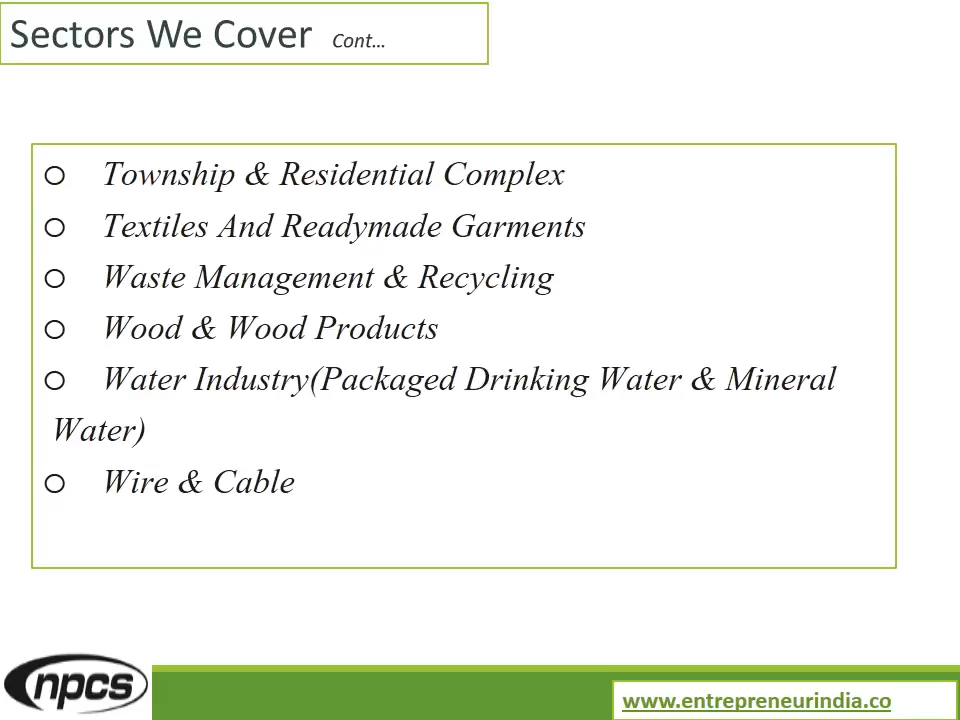 Sectors We Cover Cont...
o Township & Residential Complex
o Textiles And Readymade Garments
o Waste Management & Recycling
o Wood & Wood Products
o Water Industry(Packaged Drinking Water & Mineral
Water)
o Wire & Cable
npcs
www.entrepreneurindia.co